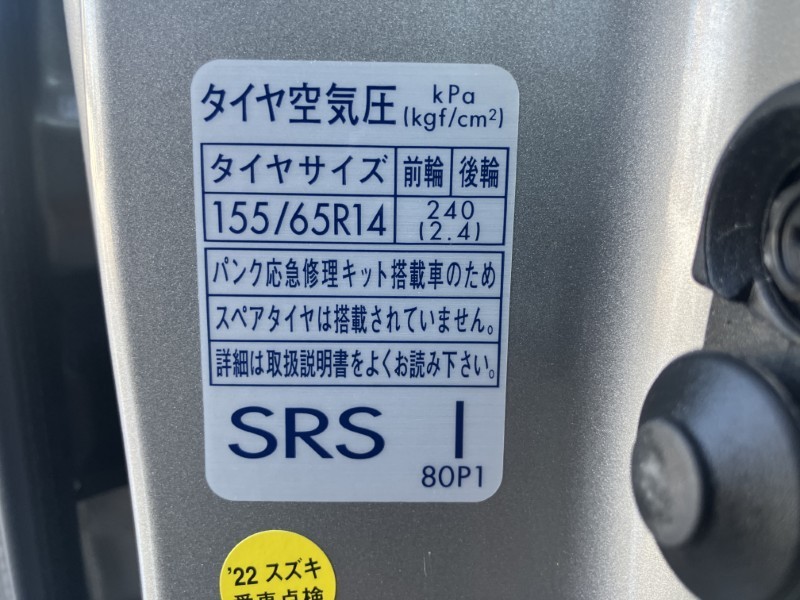 タイヤ空気圧 kPa (kgf/cm²)
タイヤサイズ 前輪 後輪
155/65R14 240 (2.4)
パンク応急修理キット搭載車のため
スペアタイヤは搭載されていません。
詳細は取扱説明書をよくお読み下さい。
SRS I
80P1
'22 スズキ
愛車点検